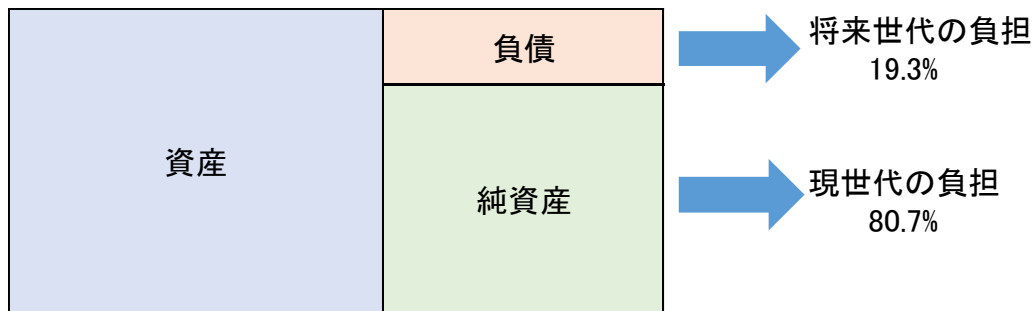 資産
負債
純資産
将来世代の負担
19.3%
現世代の負担
80.7%